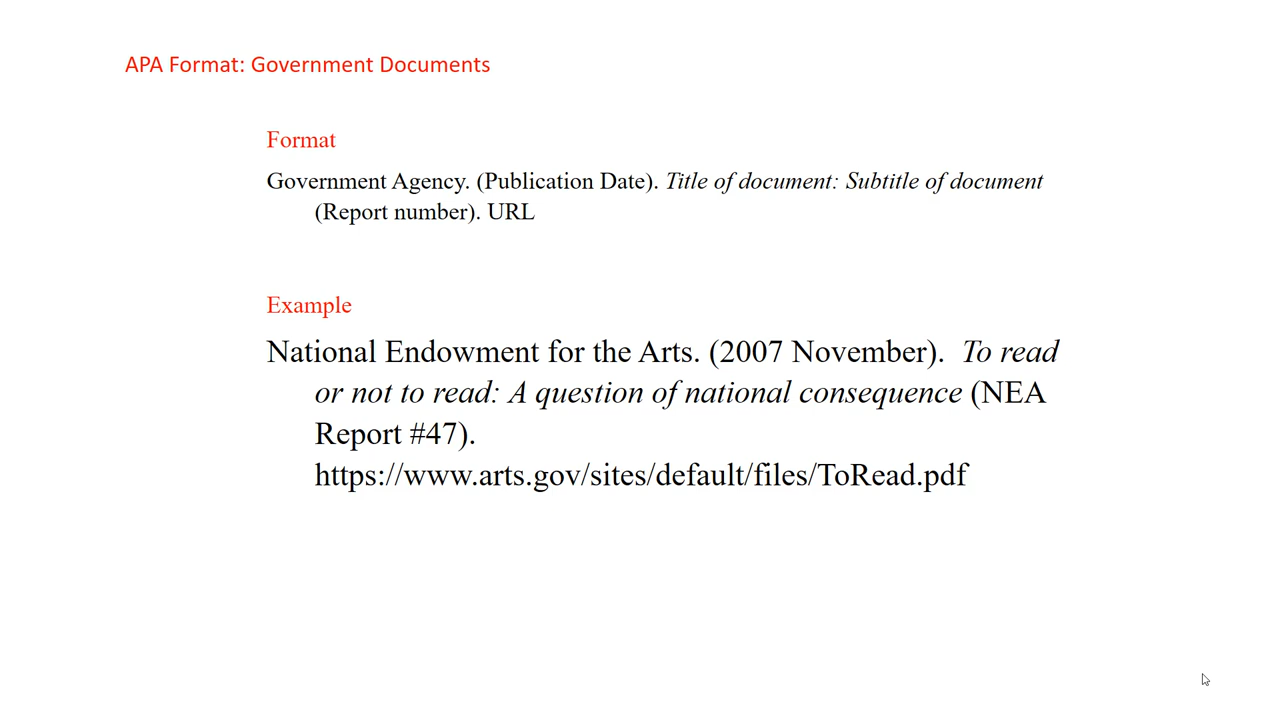 APA Format: Government Documents
Format
Government Agency. (Publication Date). Title of document: Subtitle of document
(Report number). URL
Example
National Endowment for the Arts. (2007 November).  To read
or not to read: A question of national consequence (NEA
Report #47).
https://www.arts.gov/sites/default/files/ToRead.pdf